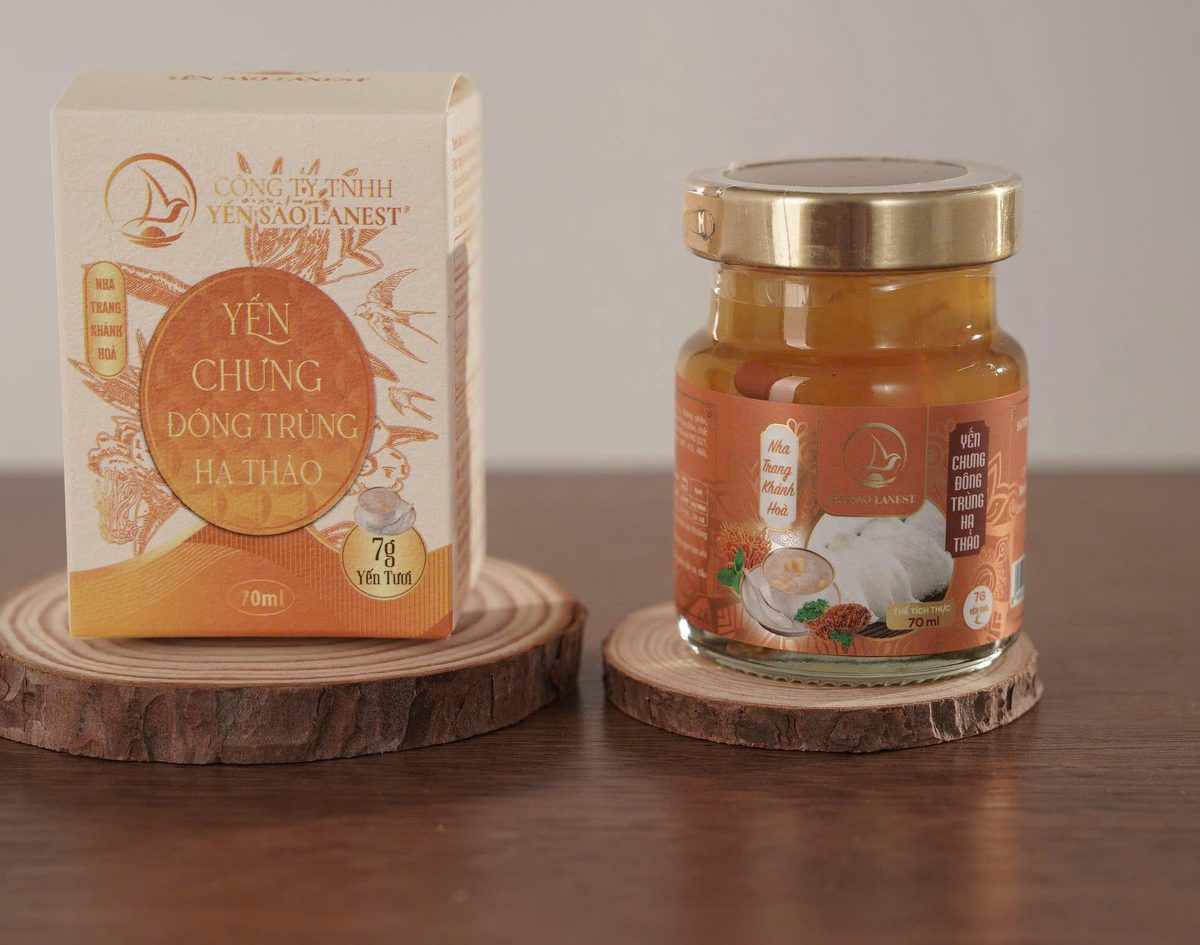 YẾN SÀO LANEST
CÔNG TY TNHH
YẾN SÀO LANEST
NHA
TRANG
KHÁNH
HOÀ
YẾN
CHƯNG
ĐÔNG TRÙNG
HẠ THẢO
7g
Yến Tươi
70ml
Nha
Trang
Khánh
Hoà
YẾN SÀO LANEST
YẾN
CHƯNG
ĐÔNG
TRÙNG
HẠ
THẢO
THỂ TÍCH THỰC
70 ml
7G
YẾN TƯƠI